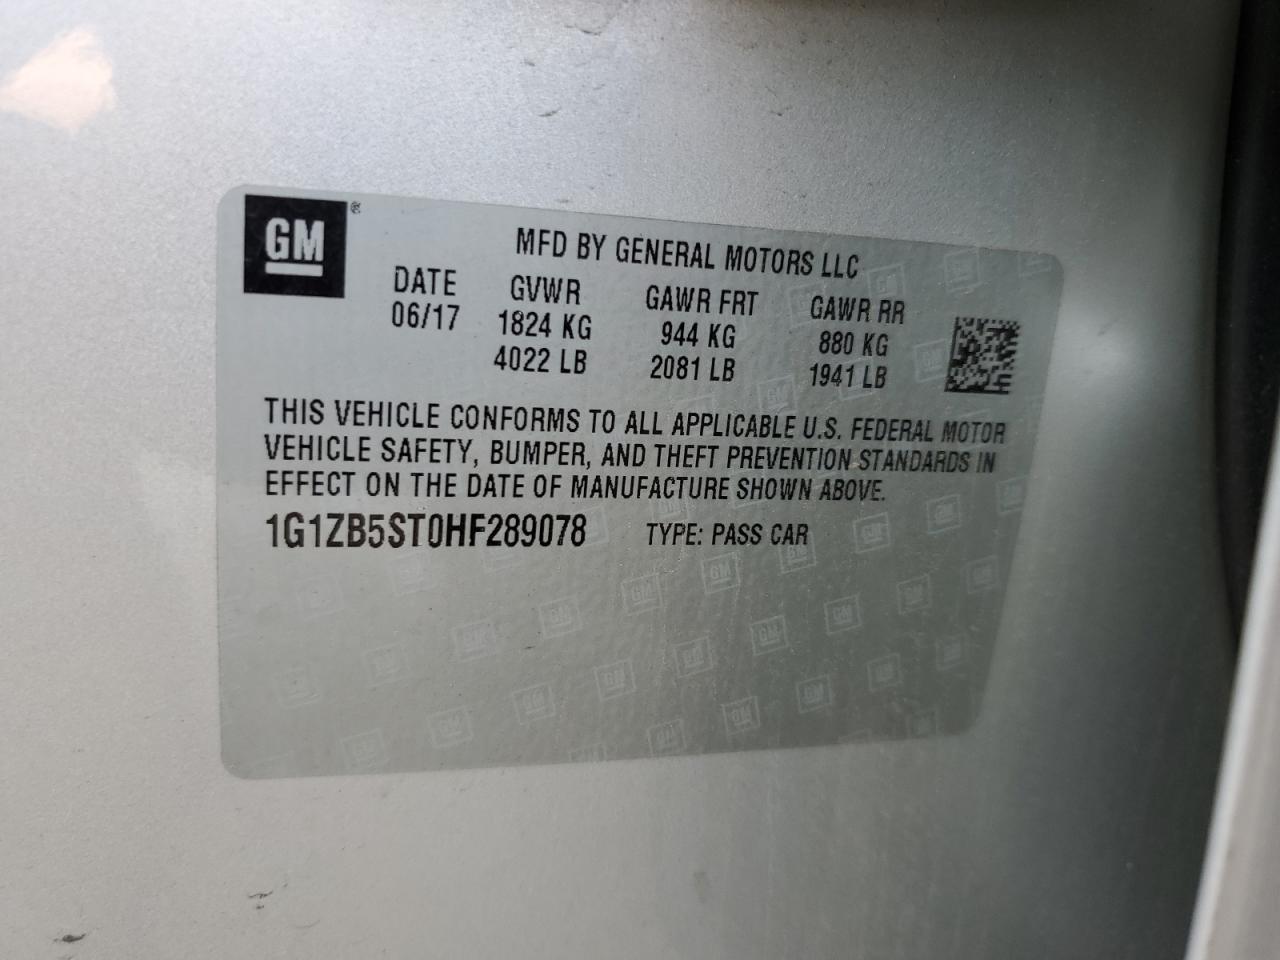 GM®
MFD BY GENERAL MOTORS LLC
DATE GVWR GAWR FRT GAWR RR
06/17 1824 KG 944 KG 880 KG
4022 LB 2081 LB 1941 LB
THIS VEHICLE CONFORMS TO ALL APPLICABLE U.S. FEDERAL MOTOR
VEHICLE SAFETY, BUMPER, AND THEFT PREVENTION STANDARDS IN
EFFECT ON THE DATE OF MANUFACTURE SHOWN ABOVE.
1G1ZB5ST0HF289078 TYPE: PASS CAR